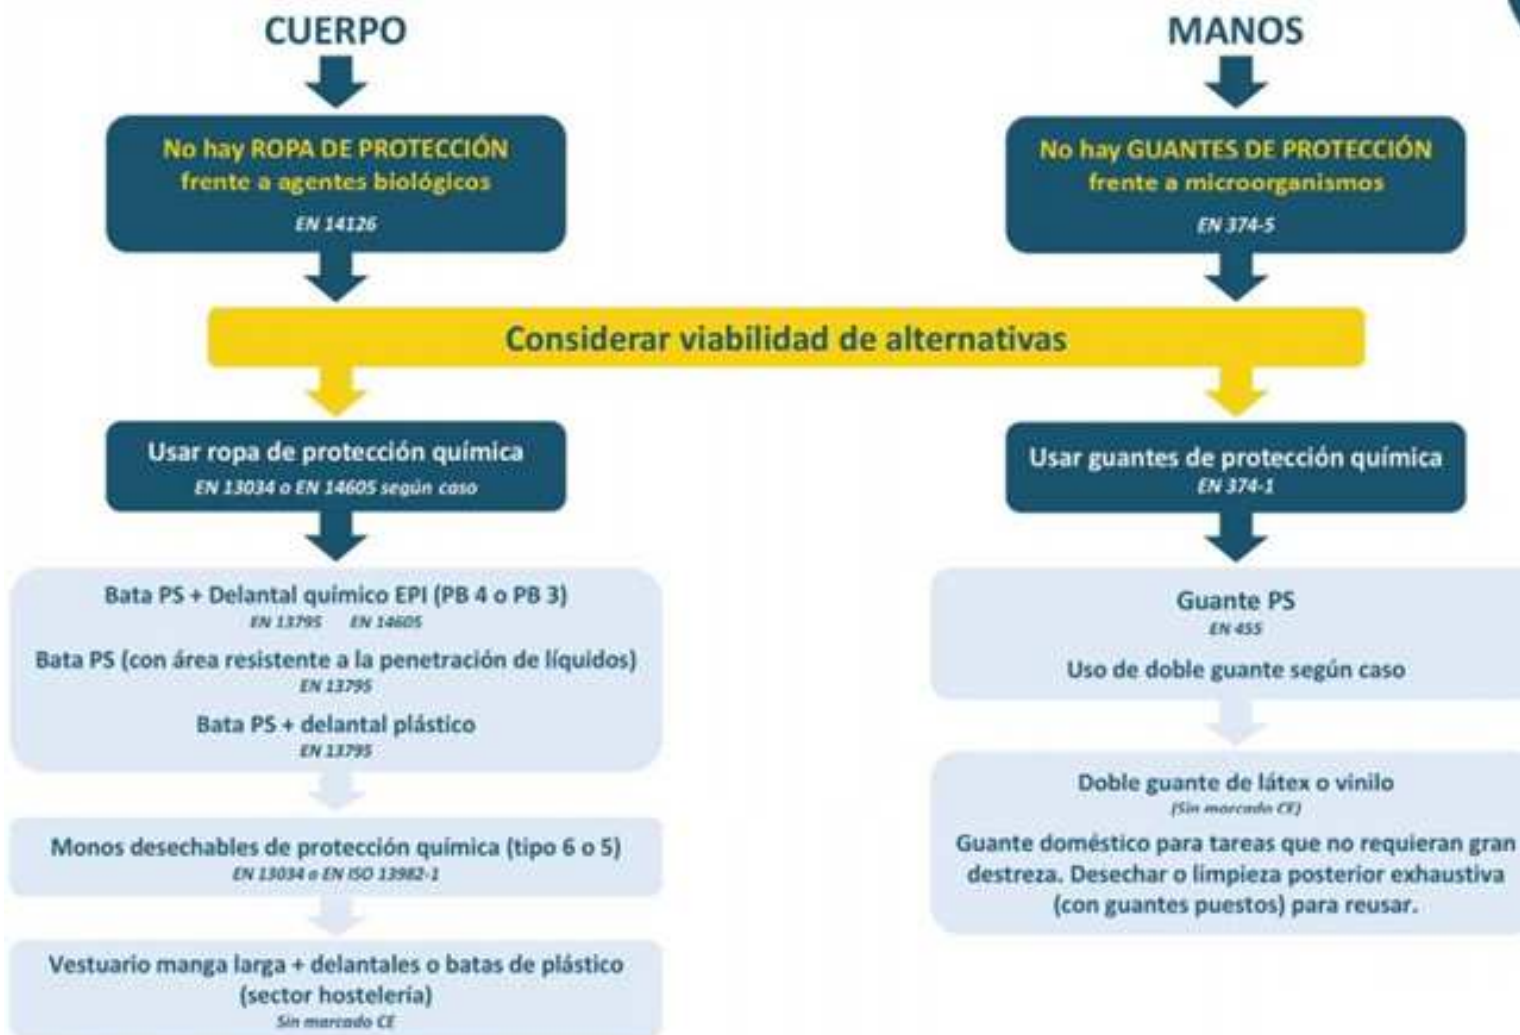 CUERPO
No hay ROPA DE PROTECCIÓN
frente a agentes biológicos
EN 14126
MANOS
No hay GUANTES DE PROTECCIÓN
frente a microorganismos
EN 374-5
Considerar viabilidad de alternativas
Usar ropa de protección química
EN 13034 o EN 14605 según caso
Bata PS + Delantal químico EPI (PB 4 o PB 3)
EN 13795 EN 14605
Bata PS (con área resistente a la penetración de líquidos)
EN 13795
Bata PS + delantal plástico
EN 13795
Monos desechables de protección química (tipo 6 o 5)
EN 13034 o EN ISO 13982-1
Vestuario manga larga + delantales o batas de plástico
(sector hostelería)
Sin marcado CE
Usar guantes de protección química
EN 374-1
Guante PS
EN 455
Uso de doble guante según caso
Doble guante de látex o vinilo
(Sin marcado CE)
Guante doméstico para tareas que no requieran gran
destreza. Desechar o limpieza posterior exhaustiva
(con guantes puestos) para reusar.